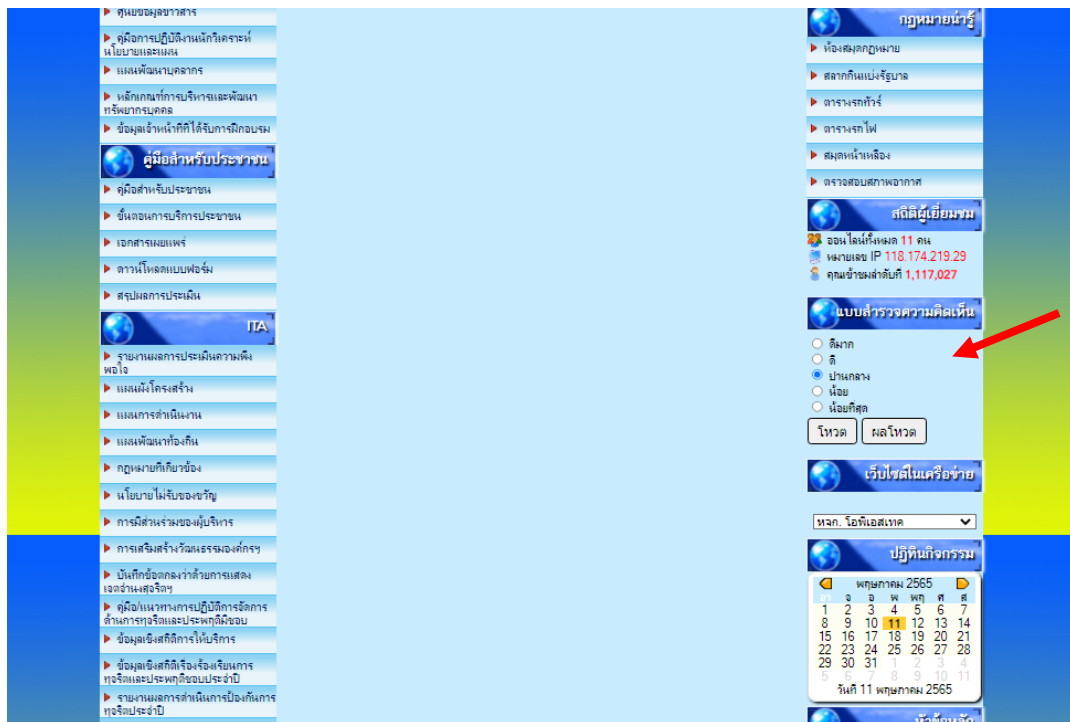 ศูนย์ข้อมูลข่าวสาร
คู่มือการปฏิบัติงานนักวิเคราะห์
นโยบายและแผน
แผนพัฒนาบุคลากร
หลักเกณฑ์การบริหารและพัฒนา
ทรัพยากรบุคคล
ข้อมูลเจ้าหน้าที่ที่ได้รับการฝึกอบรม
คู่มือสำหรับประชาชน
คู่มือสำหรับประชาชน
ขั้นตอนการบริการประชาชน
เอกสารเผยแพร่
ดาวน์โหลดแบบฟอร์ม
สรุปผลการประเมิน
ITA
รายงานผลการประเมินความพึง
พอใจ
แผนผังโครงสร้าง
แผนการดำเนินงาน
แผนพัฒนาท้องถิ่น
กฎหมายที่เกี่ยวข้อง
นโยบายไม่รับของขวัญ
การมีส่วนร่วมของผู้บริหาร
การเสริมสร้างวัฒนธรรมองค์กรฯ
บันทึกข้อตกลงว่าด้วยการแสดง
เจตจำนงสุจริตฯ
คู่มือ/แนวทางการปฏิบัติการจัดการ
ด้านการทุจริตและประพฤติมิชอบ
ข้อมูลเชิงสถิติการให้บริการ
ข้อมูลเชิงสถิติเรื่องร้องเรียนการ
ทุจริตและประพฤติชอบประจำปี
รายงานผลการดำเนินการป้องกันการ
ทุจริตประจำปี
กฎหมายน่ารู้
ห้องสมุดกฎหมาย
สลากกินแบ่งรัฐบาล
ตารางรถทัวร์
ตารางรถไฟ
สมุดหน้าเหลือง
ตรวจสอบสภาพอากาศ
สถิติผู้เยี่ยมชม
ออนไลน์ทั้งหมด 11 คน
หมายเลข IP 118.174.219.29
คุณเข้าชมลำดับที่ 1,117,027
แบบสำรวจความคิดเห็น
ดีมาก
ดี
ปานกลาง
น้อย
น้อยที่สุด
โหวต ผลโหวต
เว็บไซต์ในเครือข่าย
หจก. โอพีเอสเทค
ปฏิทินกิจกรรม
พฤษภาคม 2565
อา จ อ พ พฤ ศ ส
1 2 3 4 5 6 7
8 9 10 11 12 13 14
15 16 17 18 19 20 21
22 23 24 25 26 27 28
29 30 31 1 2 3 4
5 6 7 8 9 10 11
วันที่ 11 พฤษภาคม 2565
หัวข้อหลัก